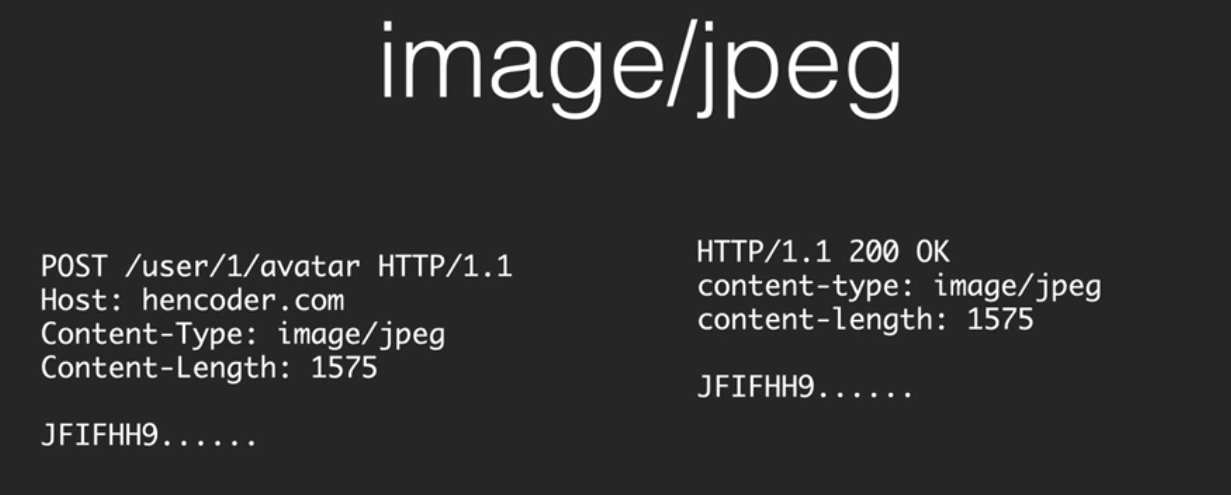 image/jpeg
POST /user/1/avatar HTTP/1.1
Host: hencoder.com
Content-Type: image/jpeg
Content-Length: 1575
JFIFHH9......
HTTP/1.1 200 OK
content-type: image/jpeg
content-length: 1575
JFIFHH9......